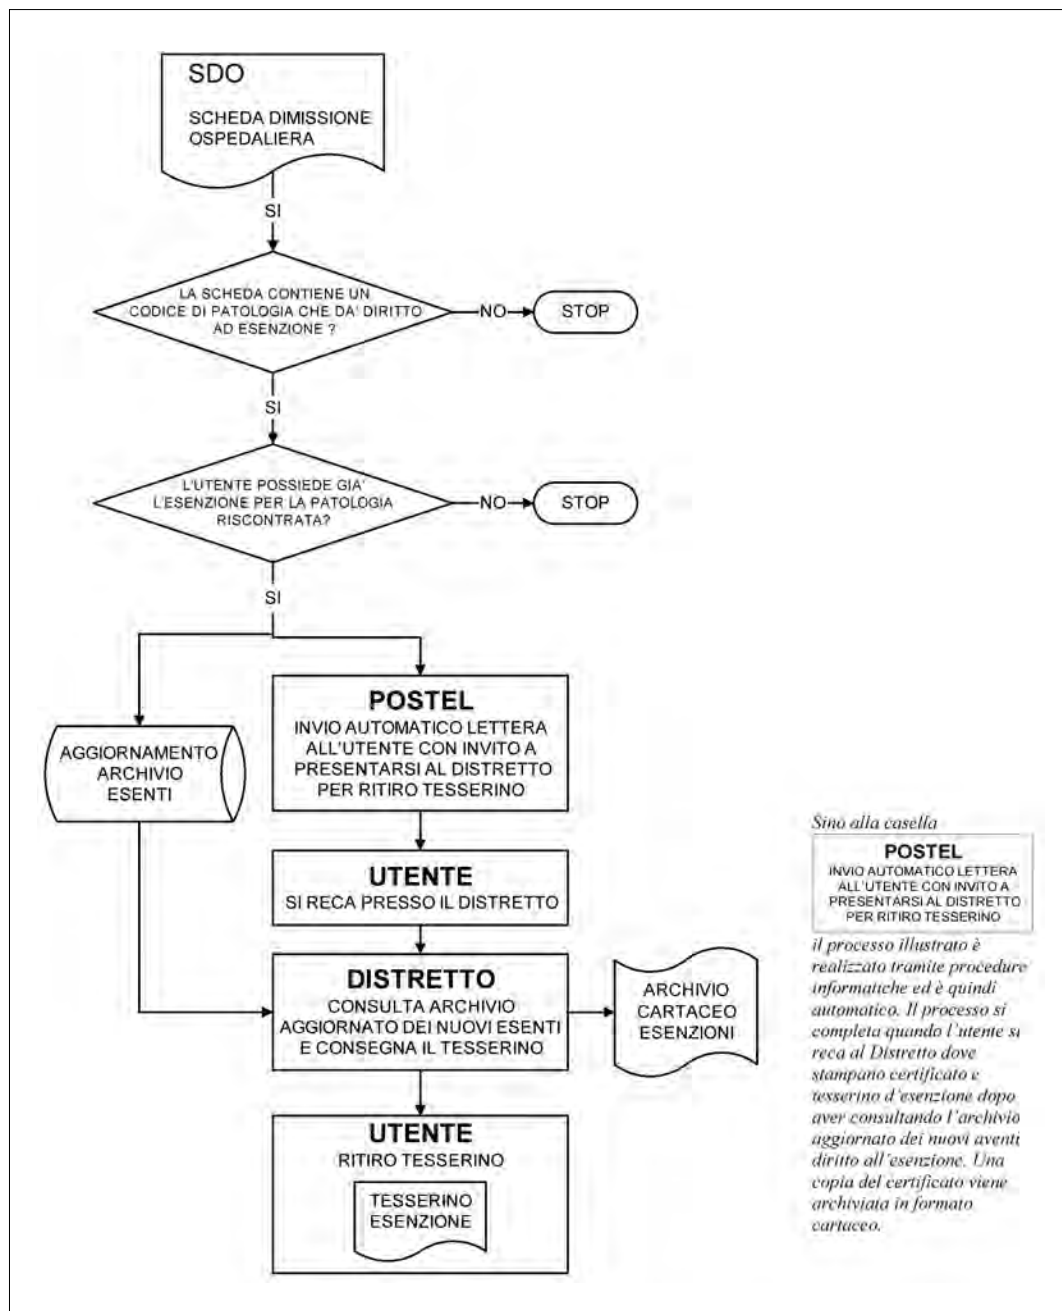 SDO
SCHEDA DIMISSIONE
OSPEDALIERA
SI
LA SCHEDA CONTIENE UN
CODICE DI PATOLOGIA CHE DA' DIRITTO
AD ESENZIONE ?
NO
STOP
SI
L'UTENTE POSSIEDE GIA'
L'ESENZIONE PER LA PATOLOGIA
RISCONTRATA?
NO
STOP
SI
AGGIORNAMENTO
ARCHIVIO
ESENTI
POSTEL
INVIO AUTOMATICO LETTERA
ALL'UTENTE CON INVITO A
PRESENTARSI AL DISTRETTO
PER RITIRO TESSERINO
UTENTE
SI RECA PRESSO IL DISTRETTO
DISTRETTO
CONSULTA ARCHIVIO
AGGIORNATO DEI NUOVI ESENTI
E CONSEGNA IL TESSERINO
ARCHIVIO
CARTACEO
ESENZIONI
UTENTE
RITIRO TESSERINO
TESSERINO
ESENZIONE
Sino alla casella
POSTEL
INVIO AUTOMATICO LETTERA
ALL'UTENTE CON INVITO A
PRESENTARSI AL DISTRETTO
PER RITIRO TESSERINO
il processo illustrato è
realizzato tramite procedure
informatiche ed è quindi
automatico. Il processo si
completa quando l'utente si
reca al Distretto dove
stampano certificato e
tesserino d'esenzione dopo
aver consultando l'archivio
aggiornato dei nuovi aventi
diritto all'esenzione. Una
copia del certificato viene
archiviata in formato
cartaceo.